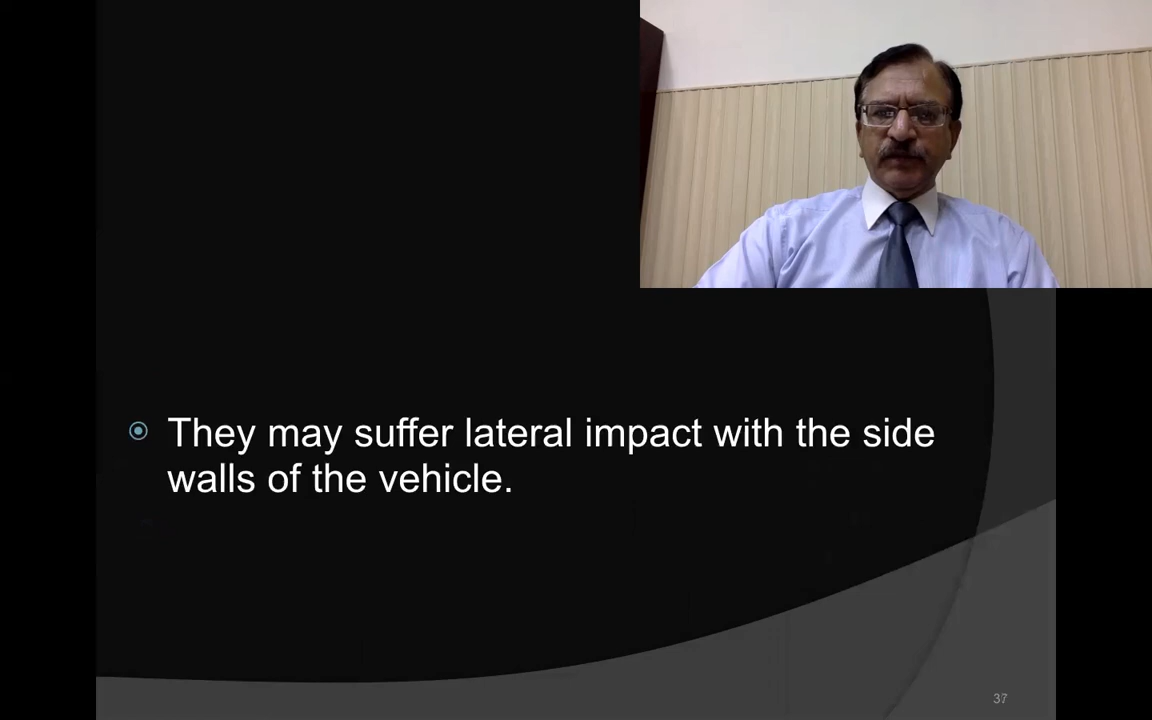 They may suffer lateral impact with the side
walls of the vehicle.
37